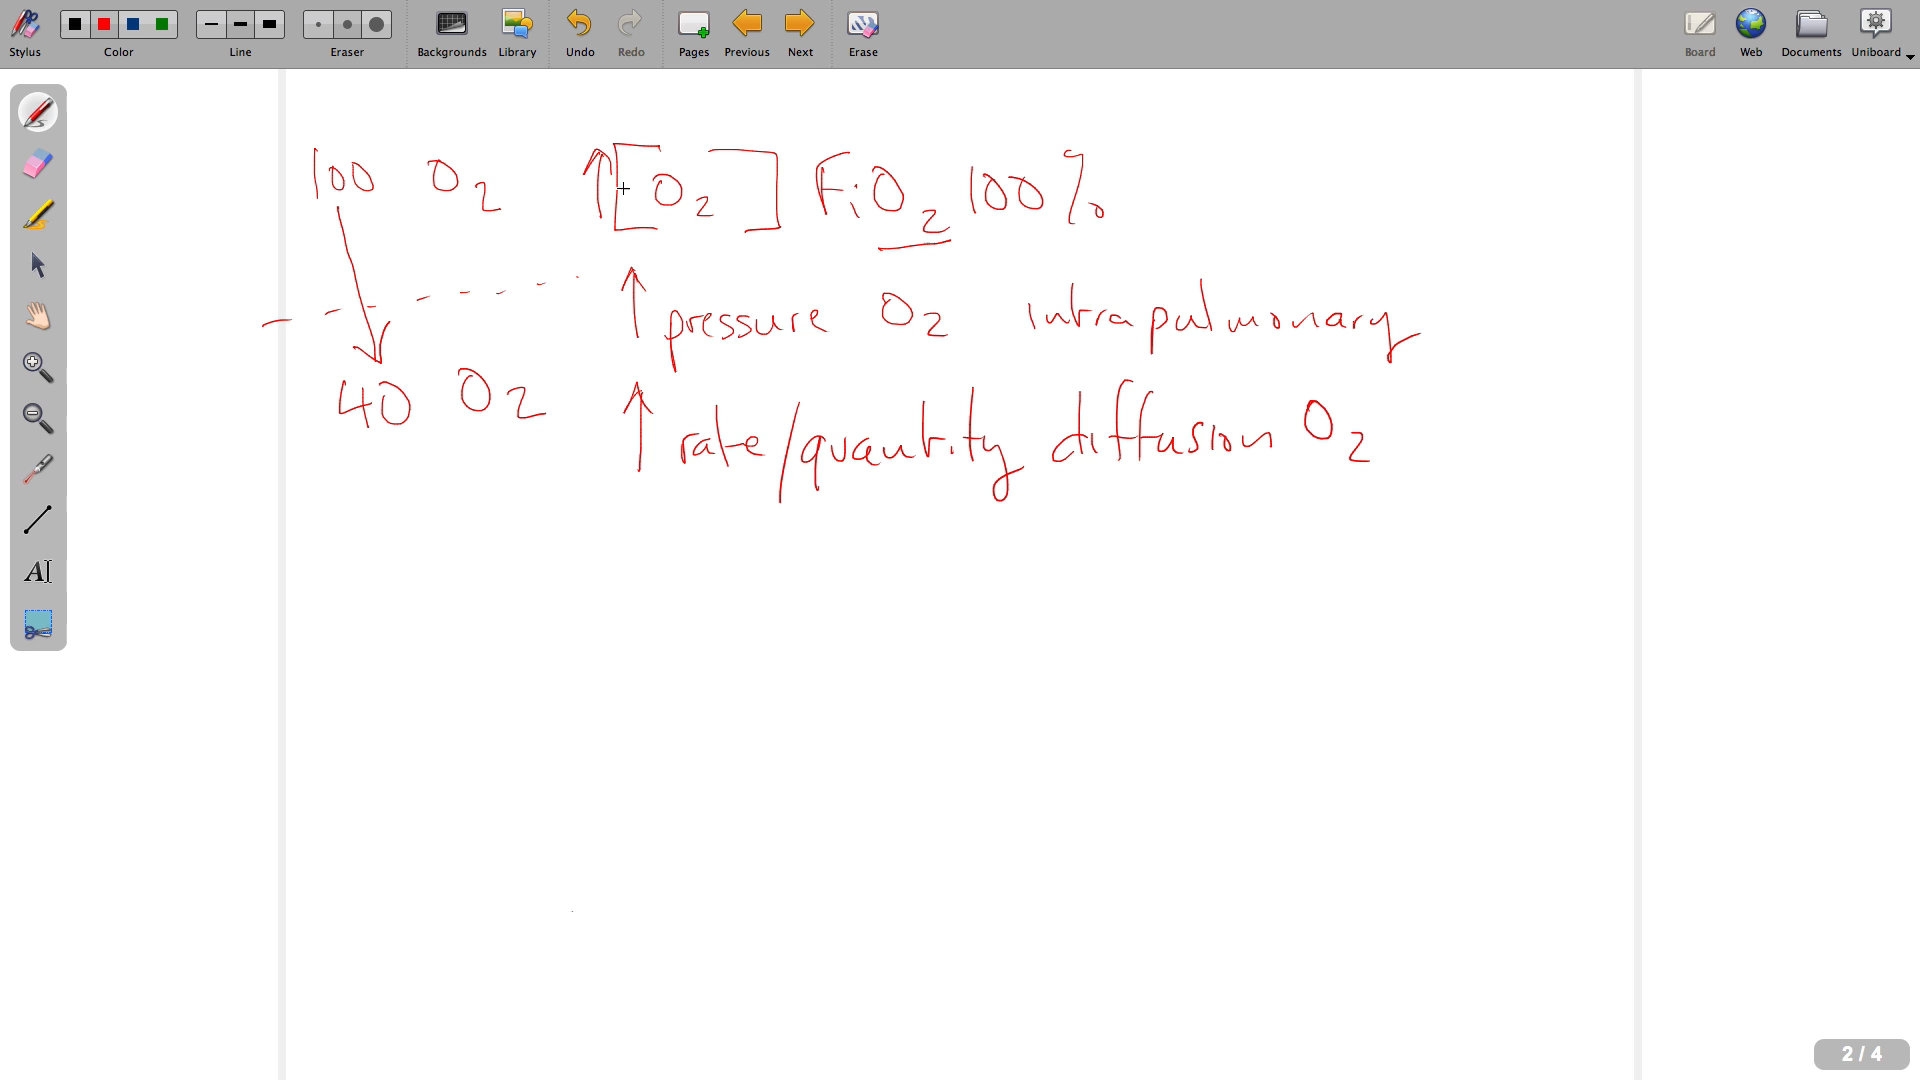 Stylus Color Line Eraser Backgrounds Library Undo Redo Pages Previous Next Erase Board Web Documents Uniboard
100 O2 ↑[O2] FiO2 100%
↑ pressure O2 intrapulmonary
40 O2 ↑ rate/quantity diffusion O2
2 / 4